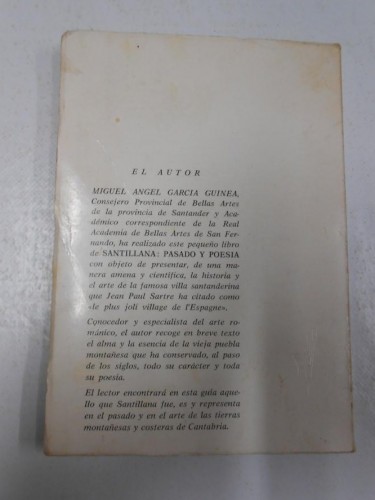 EL AUTOR
MIGUEL ANGEL GARCIA GUINEA,
Consejero Provincial de Bellas Artes
de la provincia de Santander y Aca-
démico correspondiente de la Real
Academia de Bellas Artes de San Fer-
nando, ha realizado este pequeño libro
de SANTILLANA: PASADO Y POESIA
con objeto de presentar, de una ma-
nera amena y científica, la historia y
el arte de la famosa villa santanderina
que Jean Paul Sartre ha citado como
«le plus joli village de l'Espagne».
Conocedor y especialista del arte ro-
mánico, el autor recoge en breve texto
el alma y la esencia de la vieja puebla
montañesa que ha conservado, al paso
de los siglos, todo su carácter y toda
su poesía.
El lector encontrará en esta guía aque-
llo que Santillana fue, es y representa
en el pasado y en el arte de las tierras
montañesas y costeras de Cantabria.